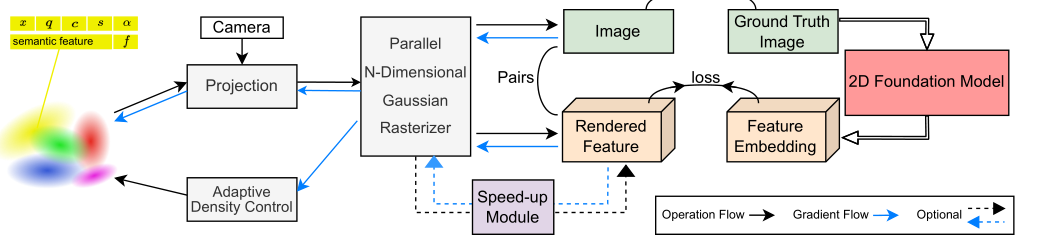 x q c s α
semantic feature f
Camera
Projection
Adaptive
Density Control
Parallel
N-Dimensional
Gaussian
Rasterizer
Speed-up
Module
Image
Pairs
Rendered
Feature
loss
Ground Truth
Image
Feature
Embedding
2D Foundation Model
Operation Flow
Gradient Flow
Optional